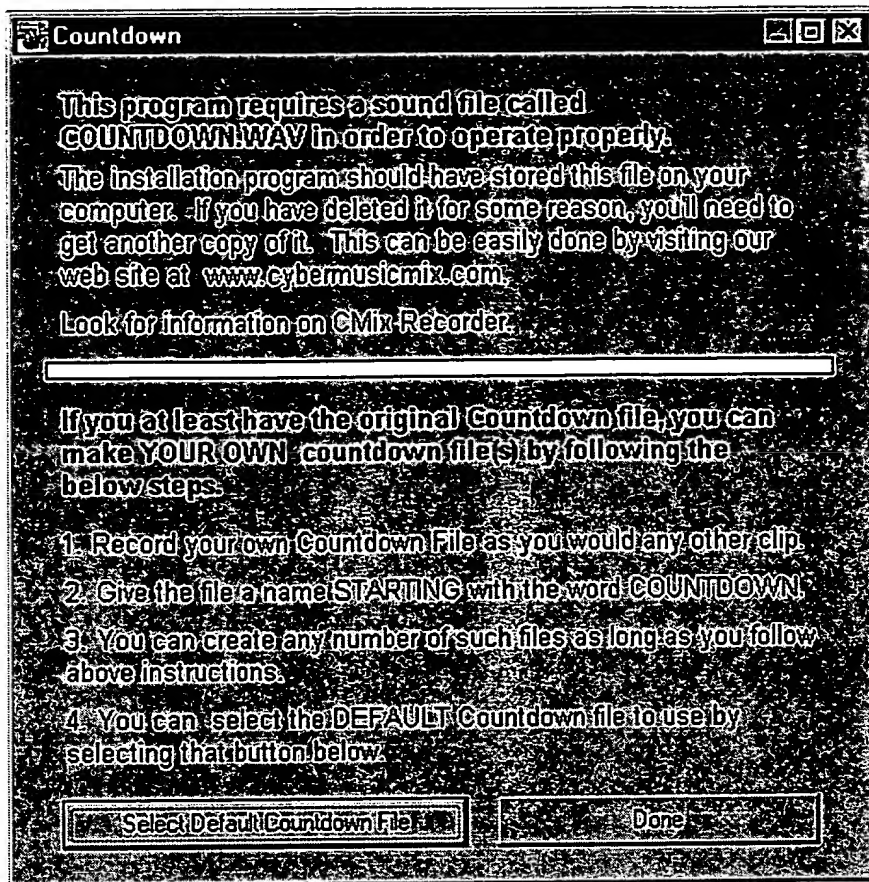 Countdown
This program requires a sound file called
COUNTDOWN.WAV in order to operate properly.
The installation program should have stored this file on your
computer. If you have deleted it for some reason, you'll need to
get another copy of it. This can be easily done by visiting our
web site at www.cybermusicmix.com.
Look for information on CMix Recorder.
If you at least have the original Countdown file, you can
make YOUR OWN countdown file(s) by following the
below steps.
1. Record your own Countdown File as you would any other clip.
2. Give the file a name STARTING with the word COUNTDOWN.
3. You can create any number of such files as long as you follow
above instructions.
4. You can select the DEFAULT Countdown file to use by
selecting that button below.
Select Default Countdown File
Done